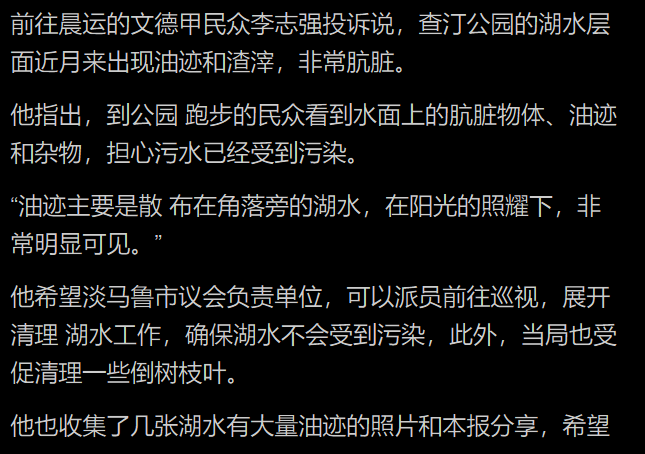 前往晨运的文德甲民众李志强投诉说，查汀公园的湖水层
面近月来出现油迹和渣滓，非常肮脏。
他指出，到公园 跑步的民众看到水面上的肮脏物体、油迹
和杂物，担心污水已经受到污染。
“油迹主要是散 布在角落旁的湖水，在阳光的照耀下，非
常明显可见。”
他希望淡马鲁市议会负责单位，可以派员前往巡视，展开
清理 湖水工作，确保湖水不会受到污染，此外，当局也受
促清理一些倒树枝叶。
他也收集了几张湖水有大量油迹的照片和本报分享，希望